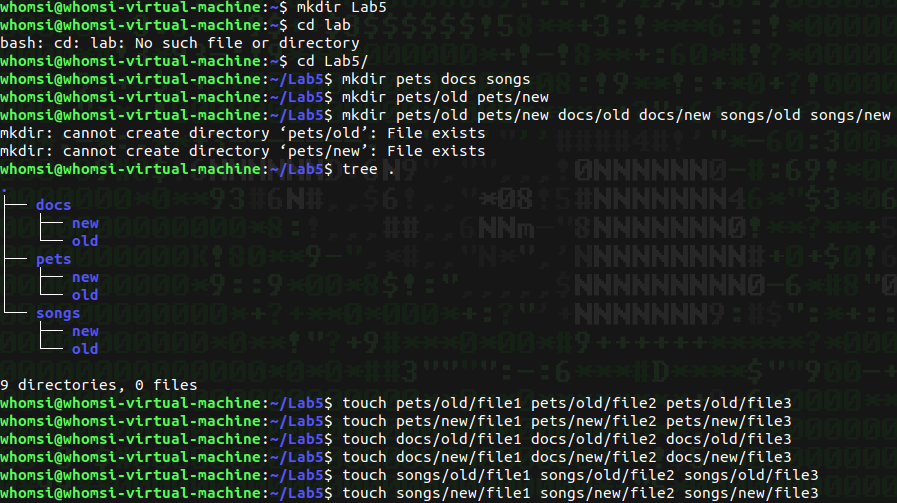 whomsi@whomsi-virtual-machine:~$ mkdir Lab5
whomsi@whomsi-virtual-machine:~$ cd lab
bash: cd: lab: No such file or directory
whomsi@whomsi-virtual-machine:~$ cd Lab5/
whomsi@whomsi-virtual-machine:~/Lab5$ mkdir pets docs songs
whomsi@whomsi-virtual-machine:~/Lab5$ mkdir pets/old pets/new
whomsi@whomsi-virtual-machine:~/Lab5$ mkdir pets/old pets/new docs/old docs/new songs/old songs/new
mkdir: cannot create directory ‘pets/old’: File exists
mkdir: cannot create directory ‘pets/new’: File exists
whomsi@whomsi-virtual-machine:~/Lab5$ tree .
.
├── docs
│   ├── new
│   └── old
├── pets
│   ├── new
│   └── old
└── songs
    ├── new
    └── old

9 directories, 0 files
whomsi@whomsi-virtual-machine:~/Lab5$ touch pets/old/file1 pets/old/file2 pets/old/file3
whomsi@whomsi-virtual-machine:~/Lab5$ touch pets/new/file1 pets/new/file2 pets/new/file3
whomsi@whomsi-virtual-machine:~/Lab5$ touch docs/old/file1 docs/old/file2 docs/old/file3
whomsi@whomsi-virtual-machine:~/Lab5$ touch docs/new/file1 docs/new/file2 docs/new/file3
whomsi@whomsi-virtual-machine:~/Lab5$ touch songs/old/file1 songs/old/file2 songs/old/file3
whomsi@whomsi-virtual-machine:~/Lab5$ touch songs/new/file1 songs/new/file2 songs/new/file3